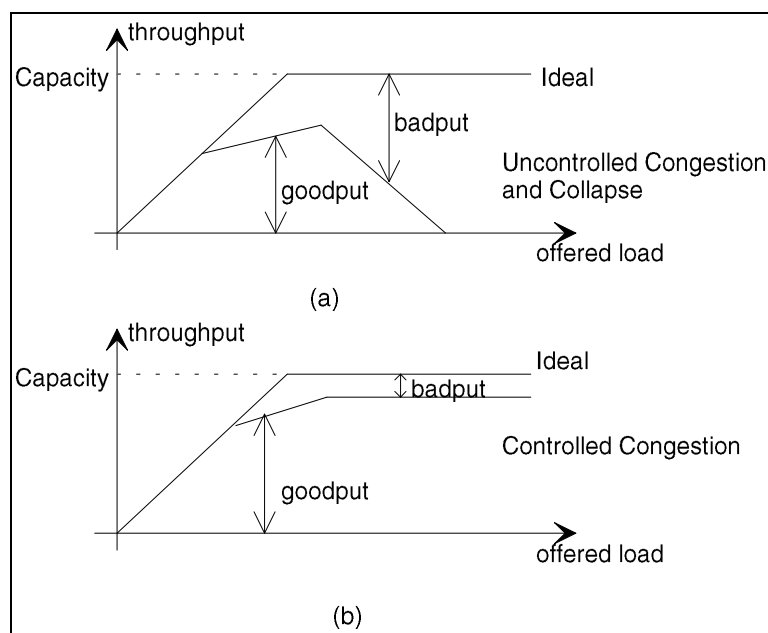 throughput
Capacity
Ideal
badput
Uncontrolled Congestion
and Collapse
goodput
offered load
(a)
throughput
Ideal
Capacity
badput
Controlled Congestion
goodput
offered load
(b)